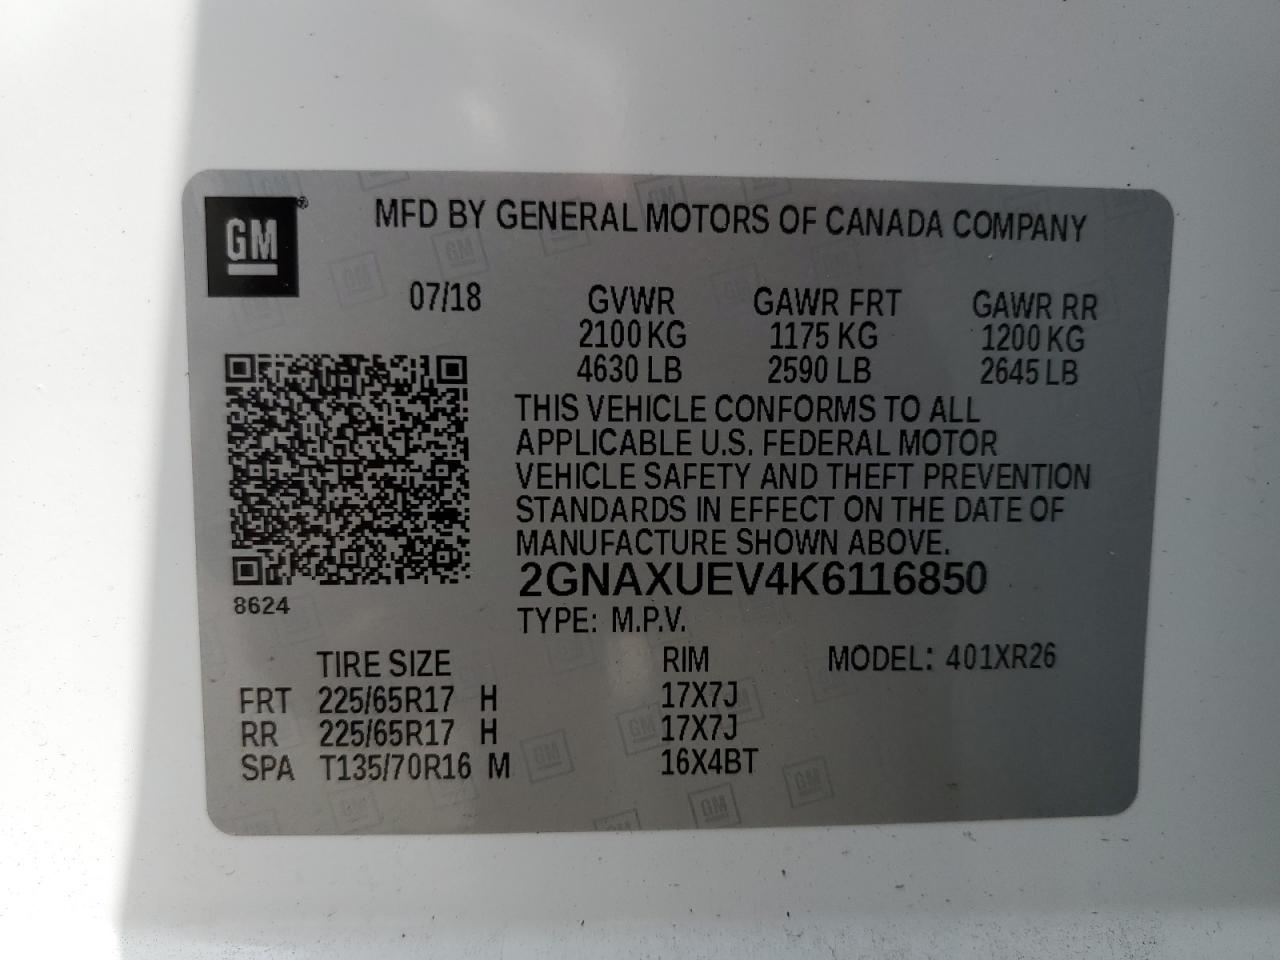 GM®
MFD BY GENERAL MOTORS OF CANADA COMPANY
07/18 GVWR GAWR FRT GAWR RR
2100 KG 1175 KG 1200 KG
4630 LB 2590 LB 2645 LB
THIS VEHICLE CONFORMS TO ALL
APPLICABLE U.S. FEDERAL MOTOR
VEHICLE SAFETY AND THEFT PREVENTION
STANDARDS IN EFFECT ON THE DATE OF
MANUFACTURE SHOWN ABOVE.
2GNAXUEV4K6116850
8624
TYPE: M.P.V.
TIRE SIZE RIM MODEL: 401XR26
FRT 225/65R17 H 17X7J
RR 225/65R17 H 17X7J
SPA T135/70R16 M 16X4BT